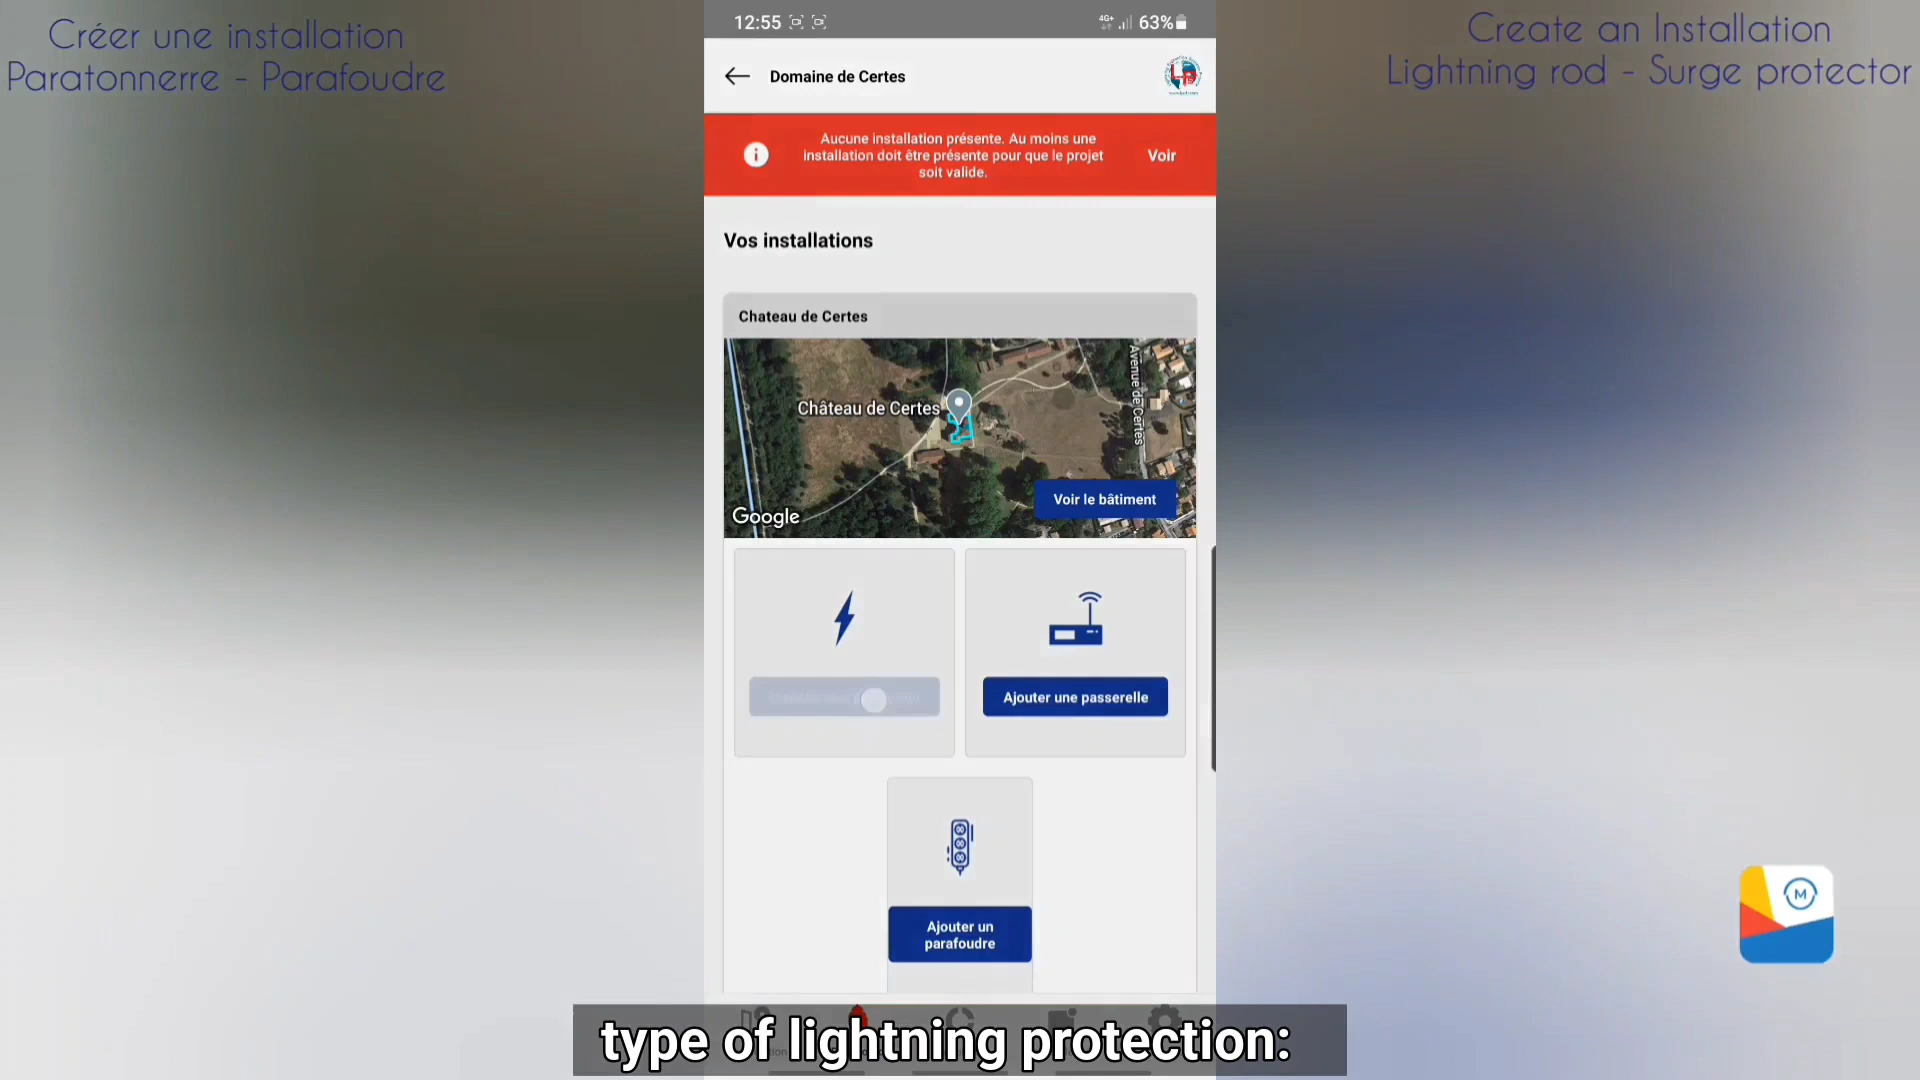 Créer une installation
Paratonnerre - Parafoudre
Create an Installation
Lightning rod - Surge protector
12:55
4G+
63%
Domaine de Certes
Aucune installation présente. Au moins une
installation doit être présente pour que le projet
soit valide.
Voir
Vos installations
Chateau de Certes
Château de Certes
Avenue de Certes
Google
Voir le bâtiment
Ajouter une passerelle
Ajouter un
parafoudre
M
type of lightning protection: